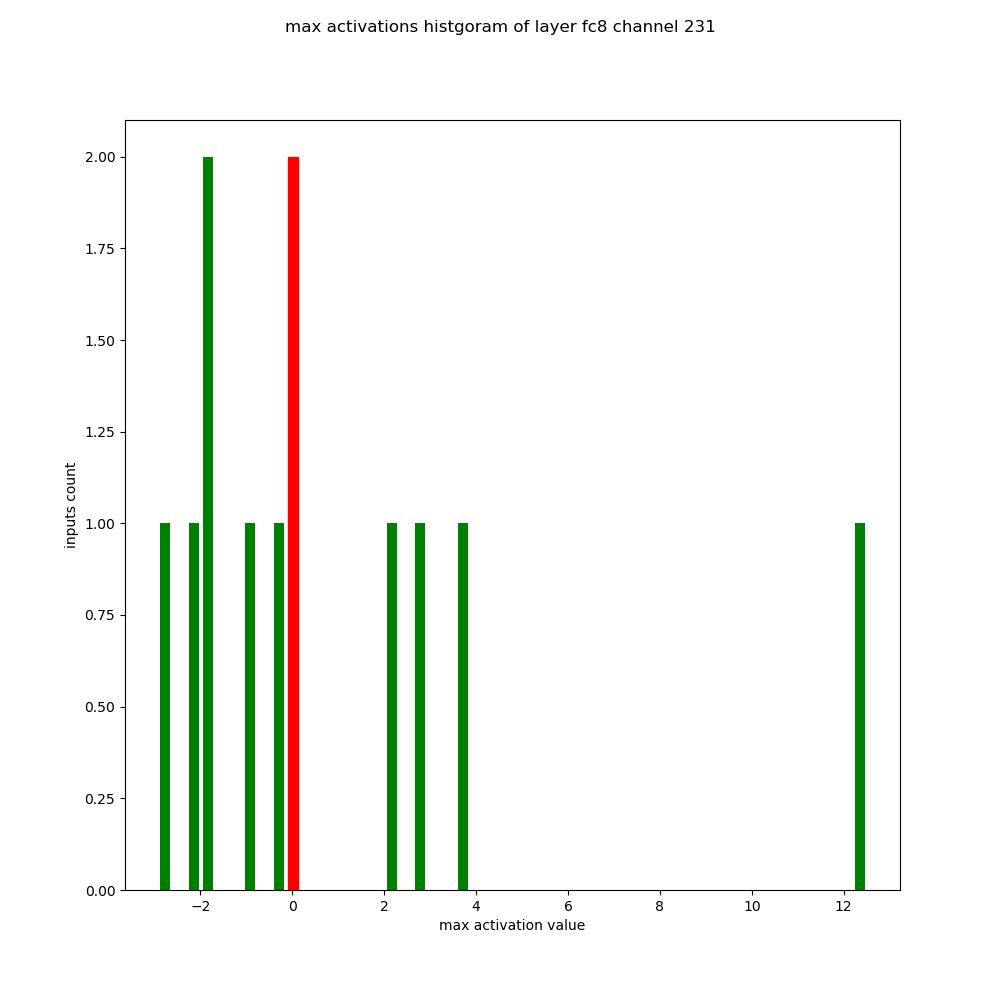 max activations histgoram of layer fc8 channel 231
2.00
1.75
1.50
1.25
1.00
0.75
0.50
0.25
0.00
inputs count
−2 0 2 4 6 8 10 12
max activation value